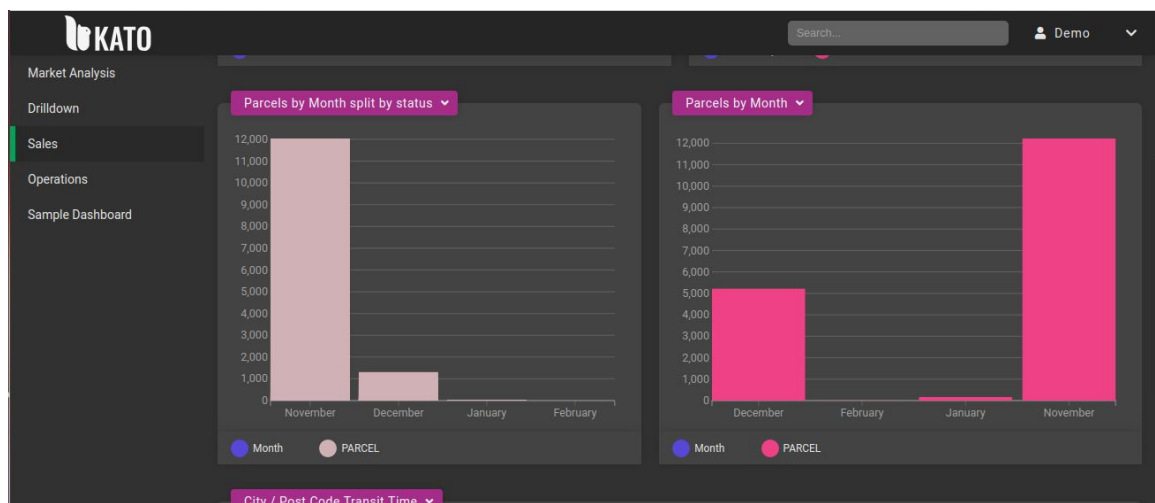 KATO
Search...
Demo
Market Analysis
Drilldown
Sales
Operations
Sample Dashboard
Parcels by Month split by status
12,000
11,000
10,000
9,000
8,000
7,000
6,000
5,000
4,000
3,000
2,000
1,000
0
November December January February
Month PARCEL
Parcels by Month
12,000
11,000
10,000
9,000
8,000
7,000
6,000
5,000
4,000
3,000
2,000
1,000
0
December February January November
Month PARCEL
City / Post Code Transit Time